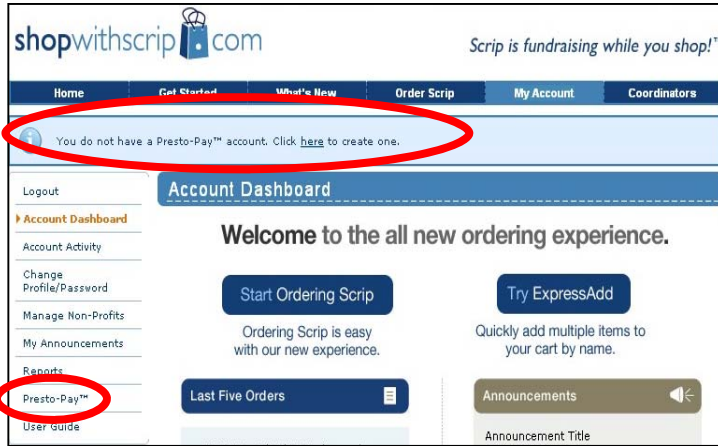 shopwithscrip com
Scrip is fundraising while you shop!™
Home Get Started What's New Order Scrip My Account Coordinators
You do not have a Presto-Pay™ account. Click here to create one.
Logout
Account Dashboard
Account Activity
Change
Profile/Password
Manage Non-Profits
My Announcements
Reports
Presto-Pay™
User Guide
Account Dashboard
Welcome to the all new ordering experience.
Start Ordering Scrip
Ordering Scrip is easy
with our new experience.
Try ExpressAdd
Quickly add multiple items to
your cart by name.
Last Five Orders
Announcements
Announcement Title